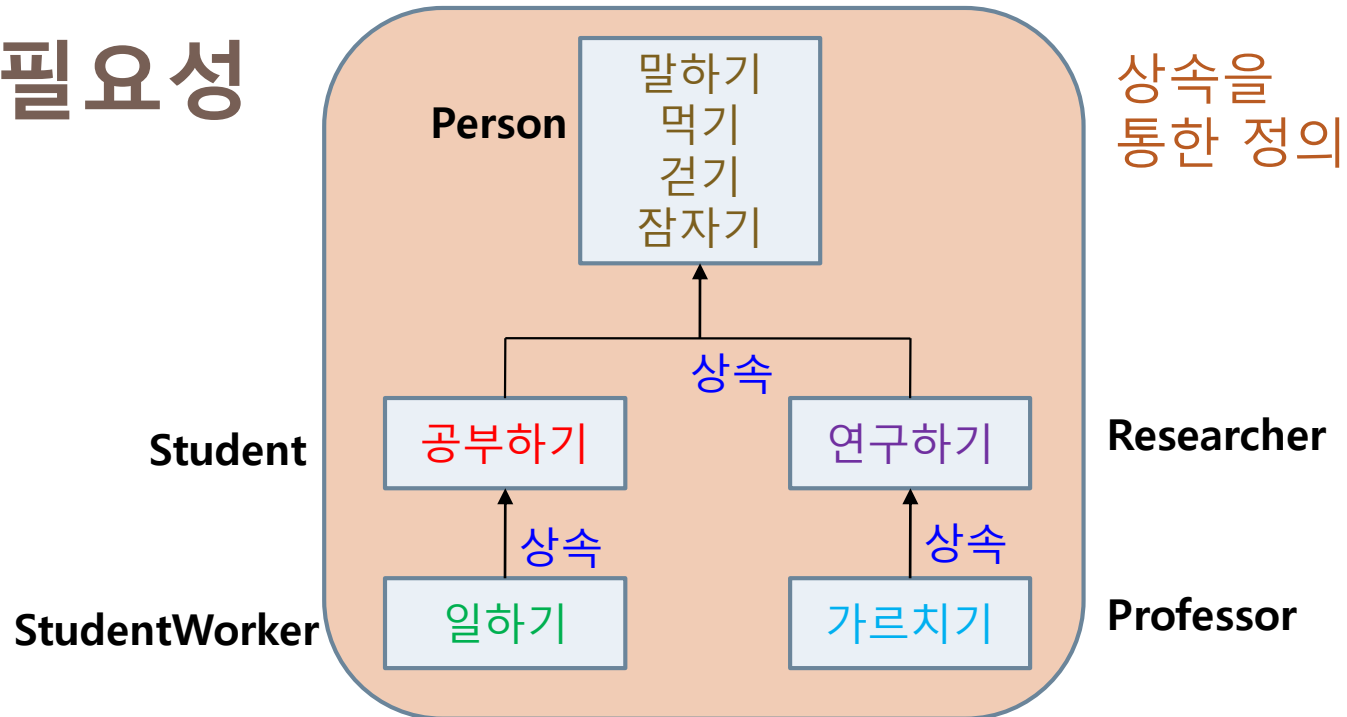 필요성
상속을
통한 정의
Person
말하기
먹기
걷기
잠자기
상속
Student
공부하기
연구하기
Researcher
상속
상속
StudentWorker
일하기
가르치기
Professor